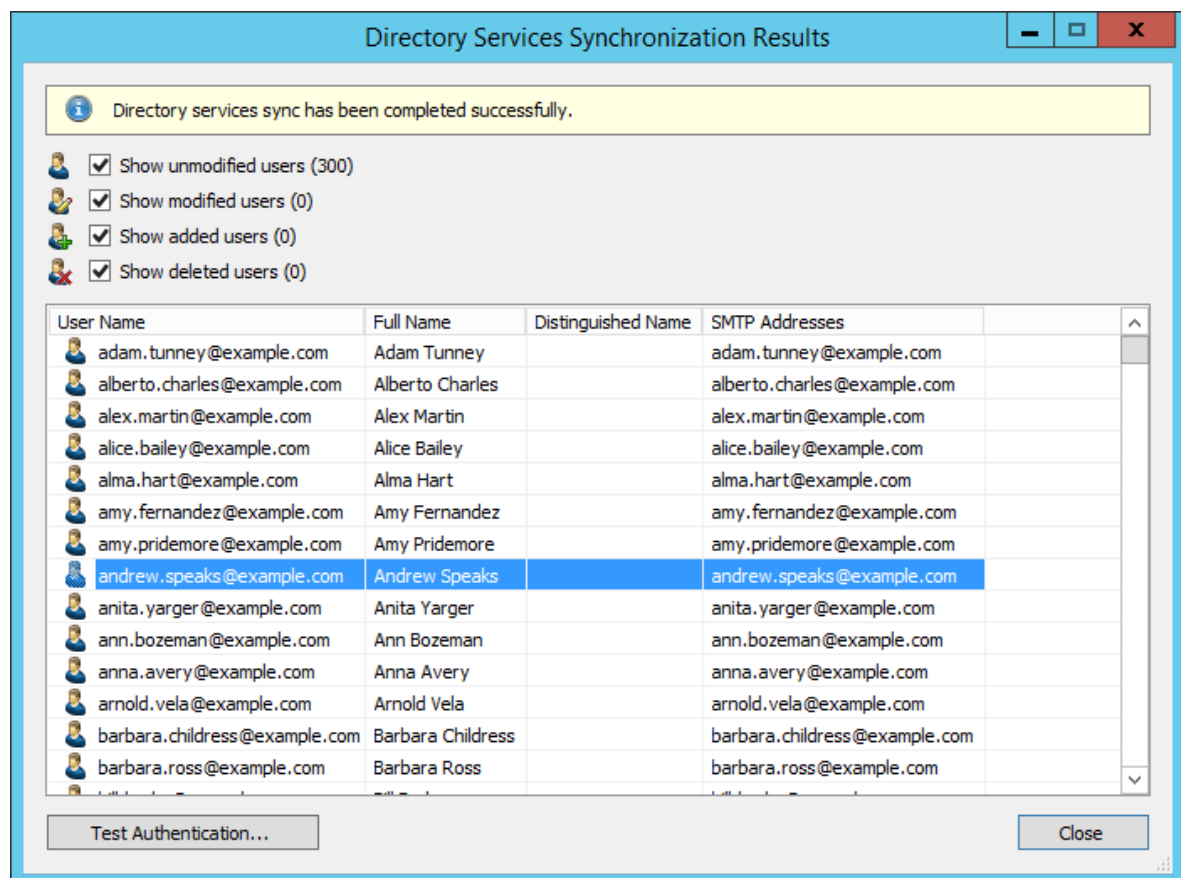 Directory Services Synchronization Results
Directory services sync has been completed successfully.
Show unmodified users (300)
Show modified users (0)
Show added users (0)
Show deleted users (0)
User Name Full Name Distinguished Name SMTP Addresses
adam.tunney@example.com Adam Tunney adam.tunney@example.com
alberto.charles@example.com Alberto Charles alberto.charles@example.com
alex.martin@example.com Alex Martin alex.martin@example.com
alice.bailey@example.com Alice Bailey alice.bailey@example.com
alma.hart@example.com Alma Hart alma.hart@example.com
amy.fernandez@example.com Amy Fernandez amy.fernandez@example.com
amy.pridemore@example.com Amy Pridemore amy.pridemore@example.com
andrew.speaks@example.com Andrew Speaks andrew.speaks@example.com
anita.yarger@example.com Anita Yarger anita.yarger@example.com
ann.bozeman@example.com Ann Bozeman ann.bozeman@example.com
anna.avery@example.com Anna Avery anna.avery@example.com
arnold.vela@example.com Arnold Vela arnold.vela@example.com
barbara.childress@example.com Barbara Childress barbara.childress@example.com
barbara.ross@example.com Barbara Ross barbara.ross@example.com
Test Authentication... Close